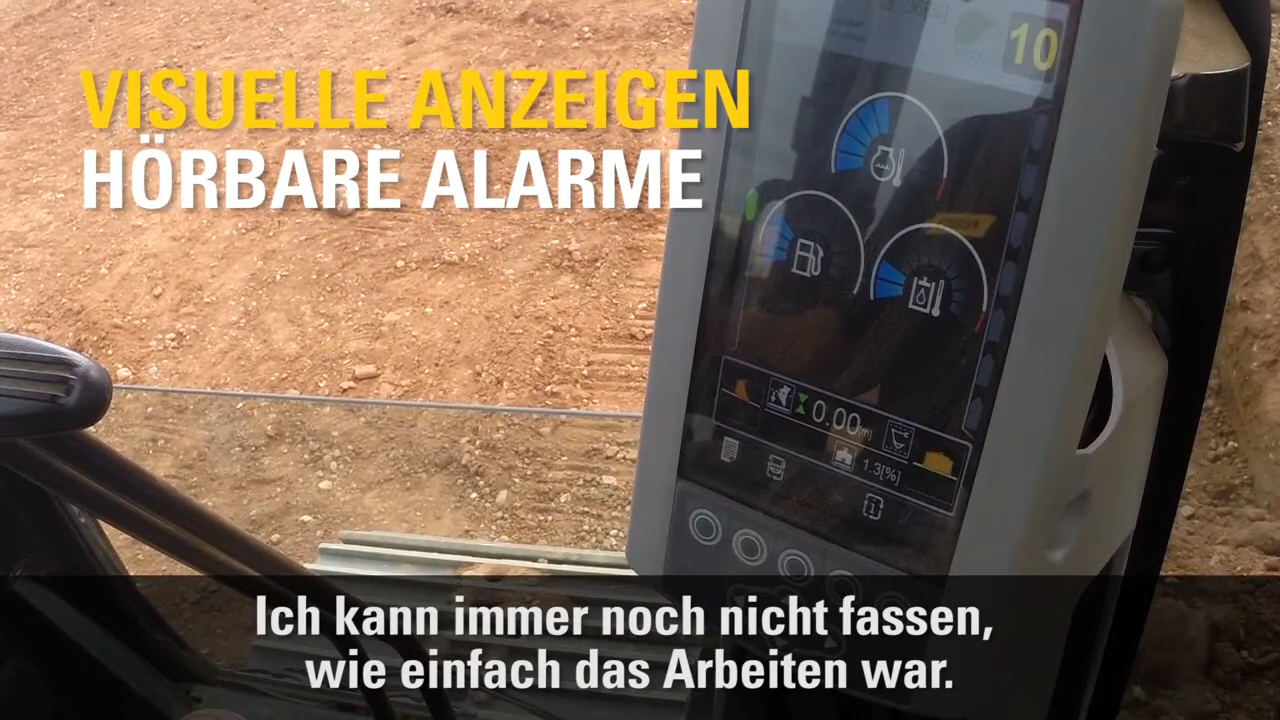 10
VISUELLE ANZEIGEN
HÖRBARE ALARME
0.00[m]
1.3[%]
Ich kann immer noch nicht fassen,
wie einfach das Arbeiten war.